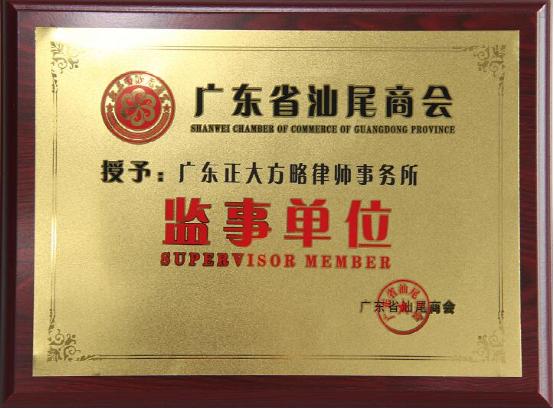 广东省汕尾商会
SHANWEI CHAMBER OF COMMERCE OF GUANGDONG PROVINCE
授予：广东正大方略律师事务所
监事单位
SUPERVISOR MEMBER
广东省汕尾商会